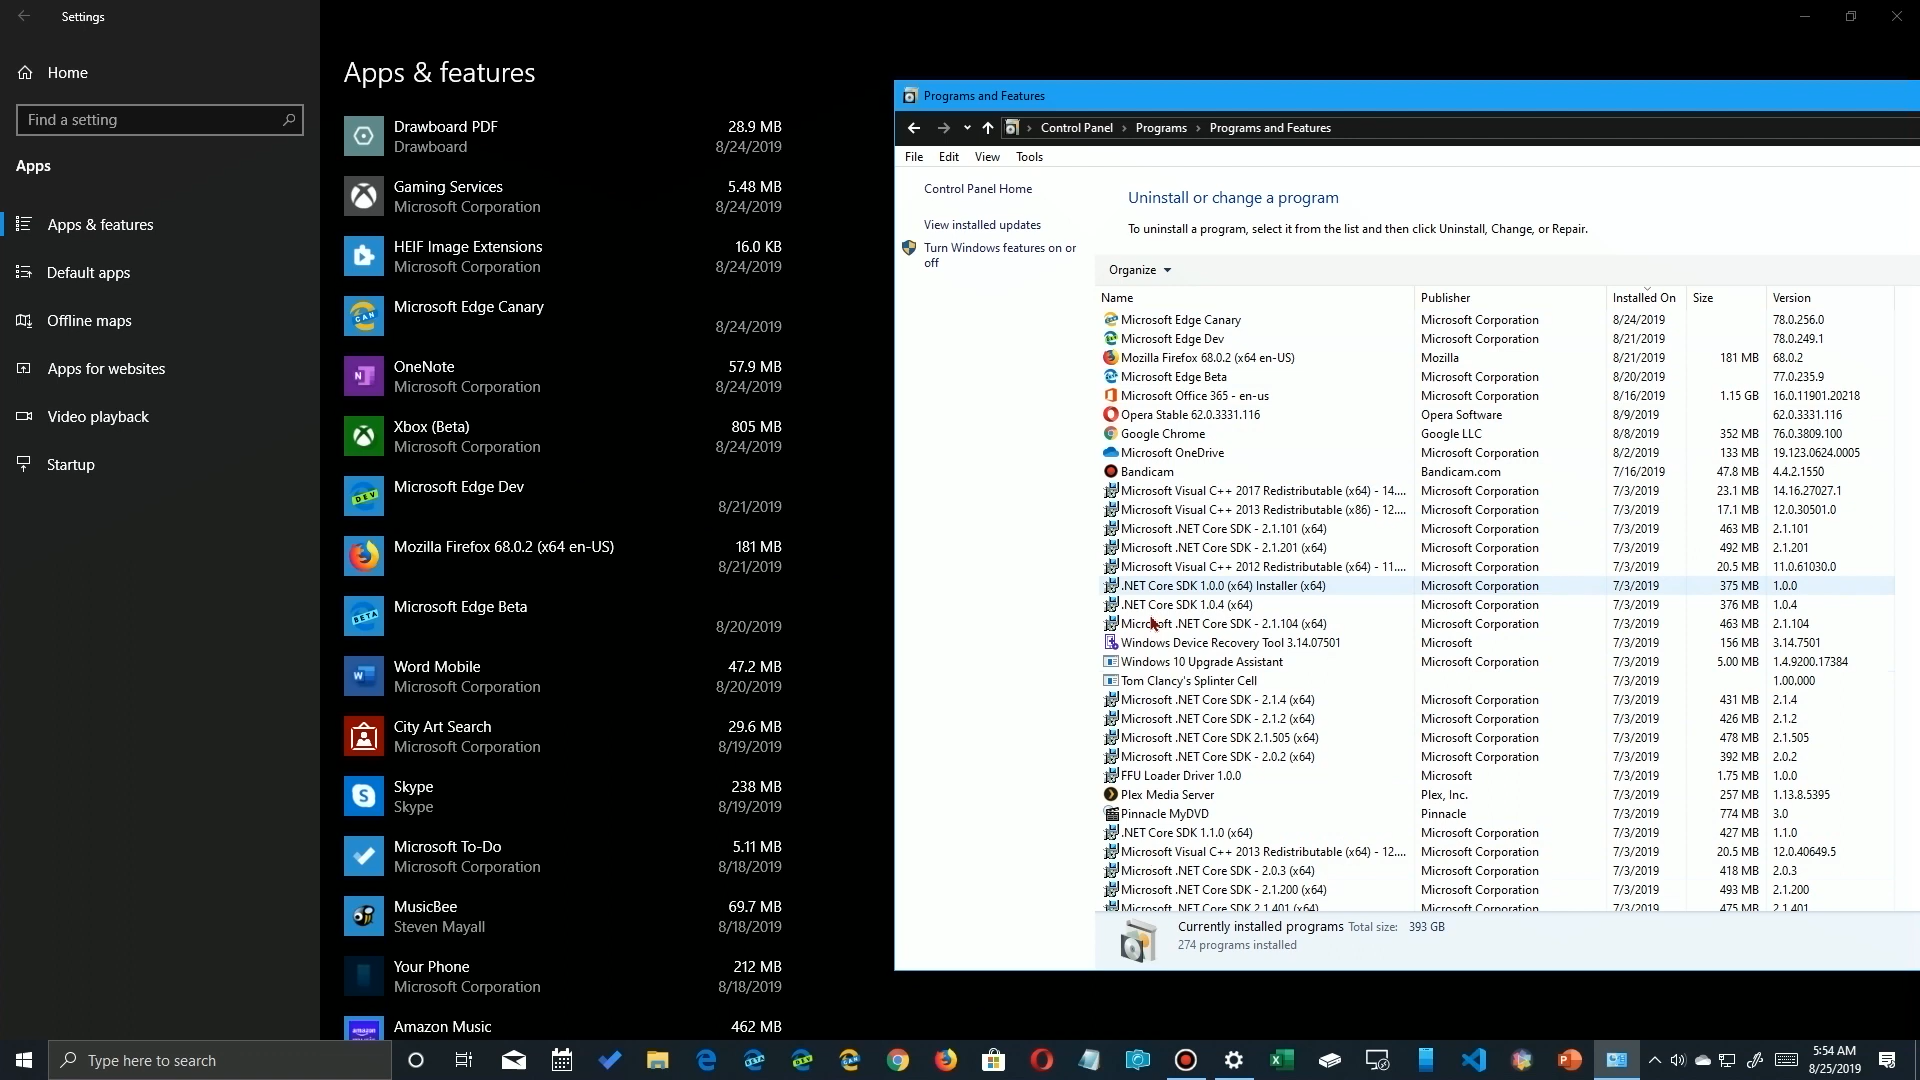 Settings
Home
Find a setting
Apps
Apps & features
Default apps
Offline maps
Apps for websites
Video playback
Startup
Apps & features
Drawboard PDF 28.9 MB
Drawboard 8/24/2019
Gaming Services 5.48 MB
Microsoft Corporation 8/24/2019
HEIF Image Extensions 16.0 KB
Microsoft Corporation 8/24/2019
Microsoft Edge Canary
8/24/2019
OneNote 57.9 MB
Microsoft Corporation 8/24/2019
Xbox (Beta) 805 MB
Microsoft Corporation 8/24/2019
Microsoft Edge Dev
8/21/2019
Mozilla Firefox 68.0.2 (x64 en-US) 181 MB
8/21/2019
Microsoft Edge Beta
8/20/2019
Word Mobile 47.2 MB
Microsoft Corporation 8/20/2019
City Art Search 29.6 MB
Microsoft Corporation 8/19/2019
Skype 238 MB
Skype 8/19/2019
Microsoft To-Do 5.11 MB
Microsoft Corporation 8/18/2019
MusicBee 69.7 MB
Steven Mayall 8/18/2019
Your Phone 212 MB
Microsoft Corporation 8/18/2019
Amazon Music 462 MB
Programs and Features
Control Panel > Programs > Programs and Features
File Edit View Tools
Control Panel Home
View installed updates
Turn Windows features on or
off
Uninstall or change a program
To uninstall a program, select it from the list and then click Uninstall, Change, or Repair.
Organize
Name Publisher Installed On Size Version
Microsoft Edge Canary Microsoft Corporation 8/24/2019 78.0.256.0
Microsoft Edge Dev Microsoft Corporation 8/21/2019 78.0.249.1
Mozilla Firefox 68.0.2 (x64 en-US) Mozilla 8/21/2019 181 MB 68.0.2
Microsoft Edge Beta Microsoft Corporation 8/20/2019 77.0.235.9
Microsoft Office 365 - en-us Microsoft Corporation 8/16/2019 1.15 GB 16.0.11901.20218
Opera Stable 62.0.3331.116 Opera Software 8/9/2019 62.0.3331.116
Google Chrome Google LLC 8/8/2019 352 MB 76.0.3809.100
Microsoft OneDrive Microsoft Corporation 8/2/2019 133 MB 19.123.0624.0005
Bandicam Bandicam.com 7/16/2019 47.8 MB 4.4.2.1550
Microsoft Visual C++ 2017 Redistributable (x64) - 14.... Microsoft Corporation 7/3/2019 23.1 MB 14.16.27027.1
Microsoft Visual C++ 2013 Redistributable (x86) - 12.... Microsoft Corporation 7/3/2019 17.1 MB 12.0.30501.0
Microsoft .NET Core SDK - 2.1.101 (x64) Microsoft Corporation 7/3/2019 463 MB 2.1.101
Microsoft .NET Core SDK - 2.1.201 (x64) Microsoft Corporation 7/3/2019 492 MB 2.1.201
Microsoft Visual C++ 2012 Redistributable (x64) - 11.... Microsoft Corporation 7/3/2019 20.5 MB 11.0.61030.0
.NET Core SDK 1.0.0 (x64) Installer (x64) Microsoft Corporation 7/3/2019 375 MB 1.0.0
.NET Core SDK 1.0.4 (x64) Microsoft Corporation 7/3/2019 376 MB 1.0.4
Microsoft .NET Core SDK - 2.1.104 (x64) Microsoft Corporation 7/3/2019 463 MB 2.1.104
Windows Device Recovery Tool 3.14.07501 Microsoft 7/3/2019 156 MB 3.14.7501
Windows 10 Upgrade Assistant Microsoft Corporation 7/3/2019 5.00 MB 1.4.9200.17384
Tom Clancy's Splinter Cell 7/3/2019 1.00.000
Microsoft .NET Core SDK - 2.1.4 (x64) Microsoft Corporation 7/3/2019 431 MB 2.1.4
Microsoft .NET Core SDK - 2.1.2 (x64) Microsoft Corporation 7/3/2019 426 MB 2.1.2
Microsoft .NET Core SDK 2.1.505 (x64) Microsoft Corporation 7/3/2019 478 MB 2.1.505
Microsoft .NET Core SDK - 2.0.2 (x64) Microsoft Corporation 7/3/2019 392 MB 2.0.2
FFU Loader Driver 1.0.0 Microsoft 7/3/2019 1.75 MB 1.0.0
Plex Media Server Plex, Inc. 7/3/2019 257 MB 1.13.8.5395
Pinnacle MyDVD Pinnacle 7/3/2019 774 MB 3.0
.NET Core SDK 1.1.0 (x64) Microsoft Corporation 7/3/2019 427 MB 1.1.0
Microsoft Visual C++ 2013 Redistributable (x64) - 12.... Microsoft Corporation 7/3/2019 20.5 MB 12.0.40649.5
Microsoft .NET Core SDK - 2.0.3 (x64) Microsoft Corporation 7/3/2019 418 MB 2.0.3
Microsoft .NET Core SDK - 2.1.200 (x64) Microsoft Corporation 7/3/2019 493 MB 2.1.200
Microsoft .NET Core SDK 2.1.401 (x64) Microsoft Corporation 7/3/2019 475 MB 2.1.401
Currently installed programs Total size: 393 GB
274 programs installed
Type here to search
5:54 AM
8/25/2019